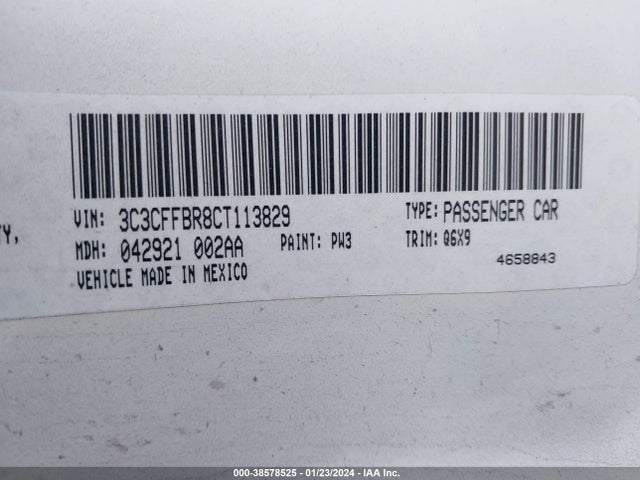 VIN: 3C3CFFBR8CT113829 TYPE: PASSENGER CAR
TY,
MDH: 042921 002AA PAINT: PW3 TRIM: Q6X9
VEHICLE MADE IN MEXICO 4658843
000-38578525 - 01/23/2024 - IAA Inc.